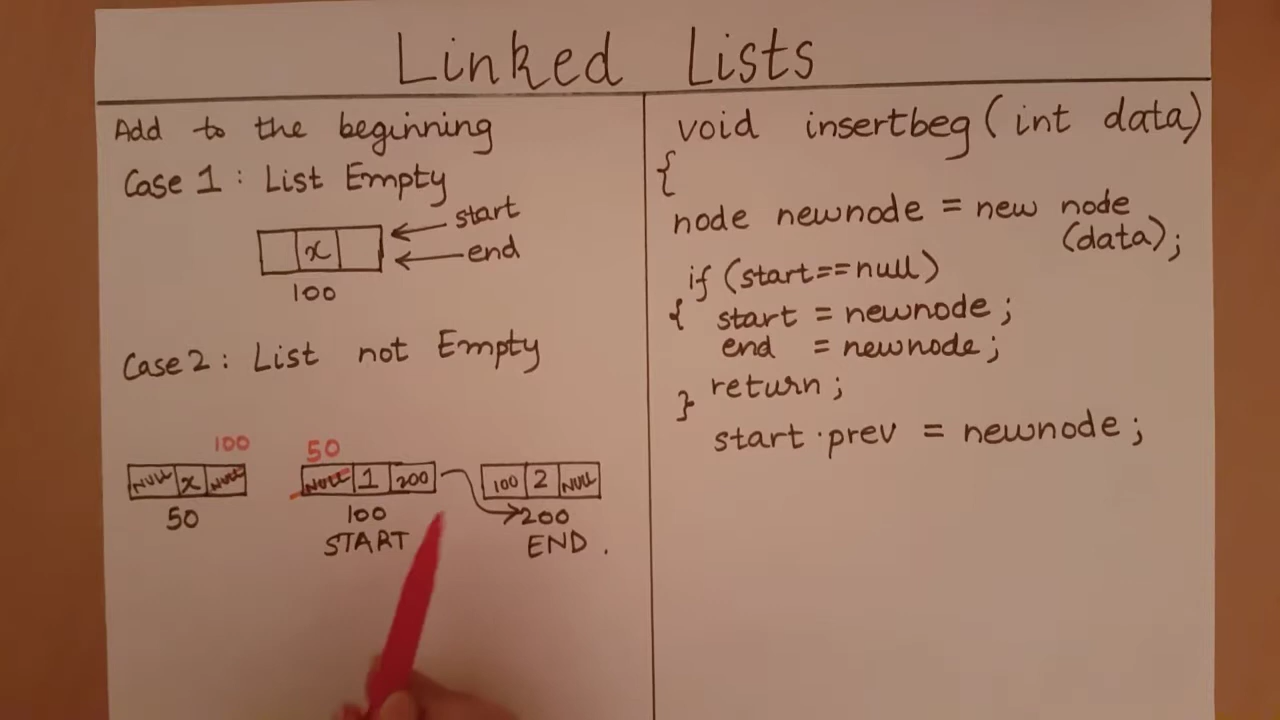 Linked Lists
Add to the beginning
Case 1 : List Empty
start
x
end
100
Case 2 : List not Empty
100
50
NULL x NULL
NULL 1 200
100 2 NULL
50
100
200
START
END .
void insertbeg (int data)
{
node newnode = new node
(data);
if (start==null)
{ start = newnode ;
end = newnode ;
return ;
}
start.prev = newnode ;